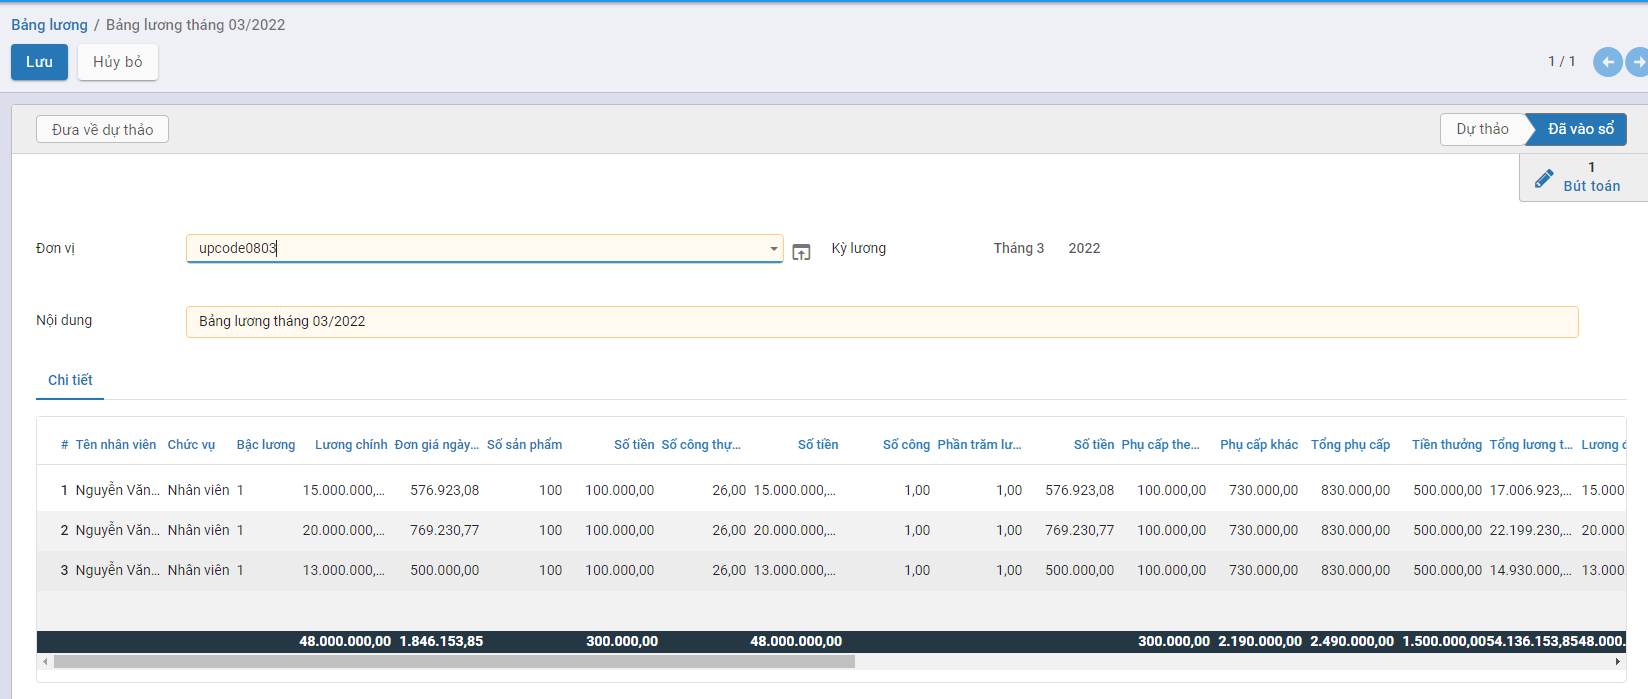 Bảng lương / Bảng lương tháng 03/2022
Lưu Hủy bỏ 1 / 1
Đưa về dự thảo Dự thảo Đã vào sổ
1
Bút toán
Đơn vị upcode0803 Kỳ lương Tháng 3 2022
Nội dung Bảng lương tháng 03/2022
Chi tiết
# Tên nhân viên Chức vụ Bậc lương Lương chính Đơn giá ngày... Số sản phẩm Số tiền Số công thự... Số tiền Số công Phần trăm lư... Số tiền Phụ cấp the... Phụ cấp khác Tổng phụ cấp Tiền thưởng Tổng lương t... Lương
1 Nguyễn Văn... Nhân viên 1 15.000.000,... 576.923,08 100 100.000,00 26,00 15.000.000,... 1,00 1,00 576.923,08 100.000,00 730.000,00 830.000,00 500.000,00 17.006.923,... 15.000.
2 Nguyễn Văn... Nhân viên 1 20.000.000,... 769.230,77 100 100.000,00 26,00 20.000.000,... 1,00 1,00 769.230,77 100.000,00 730.000,00 830.000,00 500.000,00 22.199.230,... 20.000.
3 Nguyễn Văn... Nhân viên 1 13.000.000,... 500.000,00 100 100.000,00 26,00 13.000.000,... 1,00 1,00 500.000,00 100.000,00 730.000,00 830.000,00 500.000,00 14.930.000,... 13.000.
48.000.000,00 1.846.153,85 300.000,00 48.000.000,00 300.000,00 2.190.000,00 2.490.000,00 1.500.000,00 54.136.153,85 48.000.